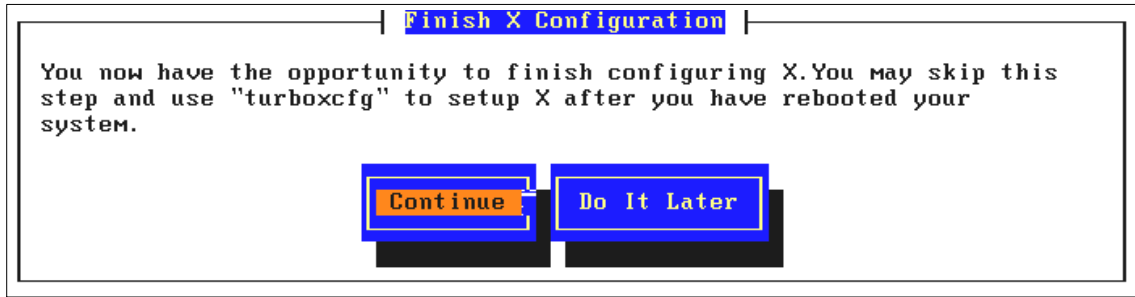 Finish X Configuration
You now have the opportunity to finish configuring X.You may skip this
step and use "turboxcfg" to setup X after you have rebooted your
system.
Continue
Do It Later